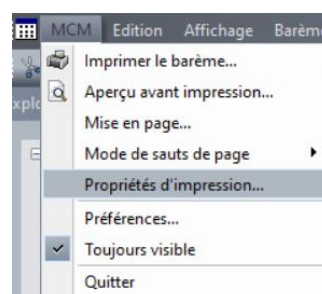 MCM Edition Affichage Barèm
Imprimer le barème...
xplo
Aperçu avant impression...
Mise en page...
Mode de sauts de page
Propriétés d'impression...
Préférences...
Toujours visible
Quitter